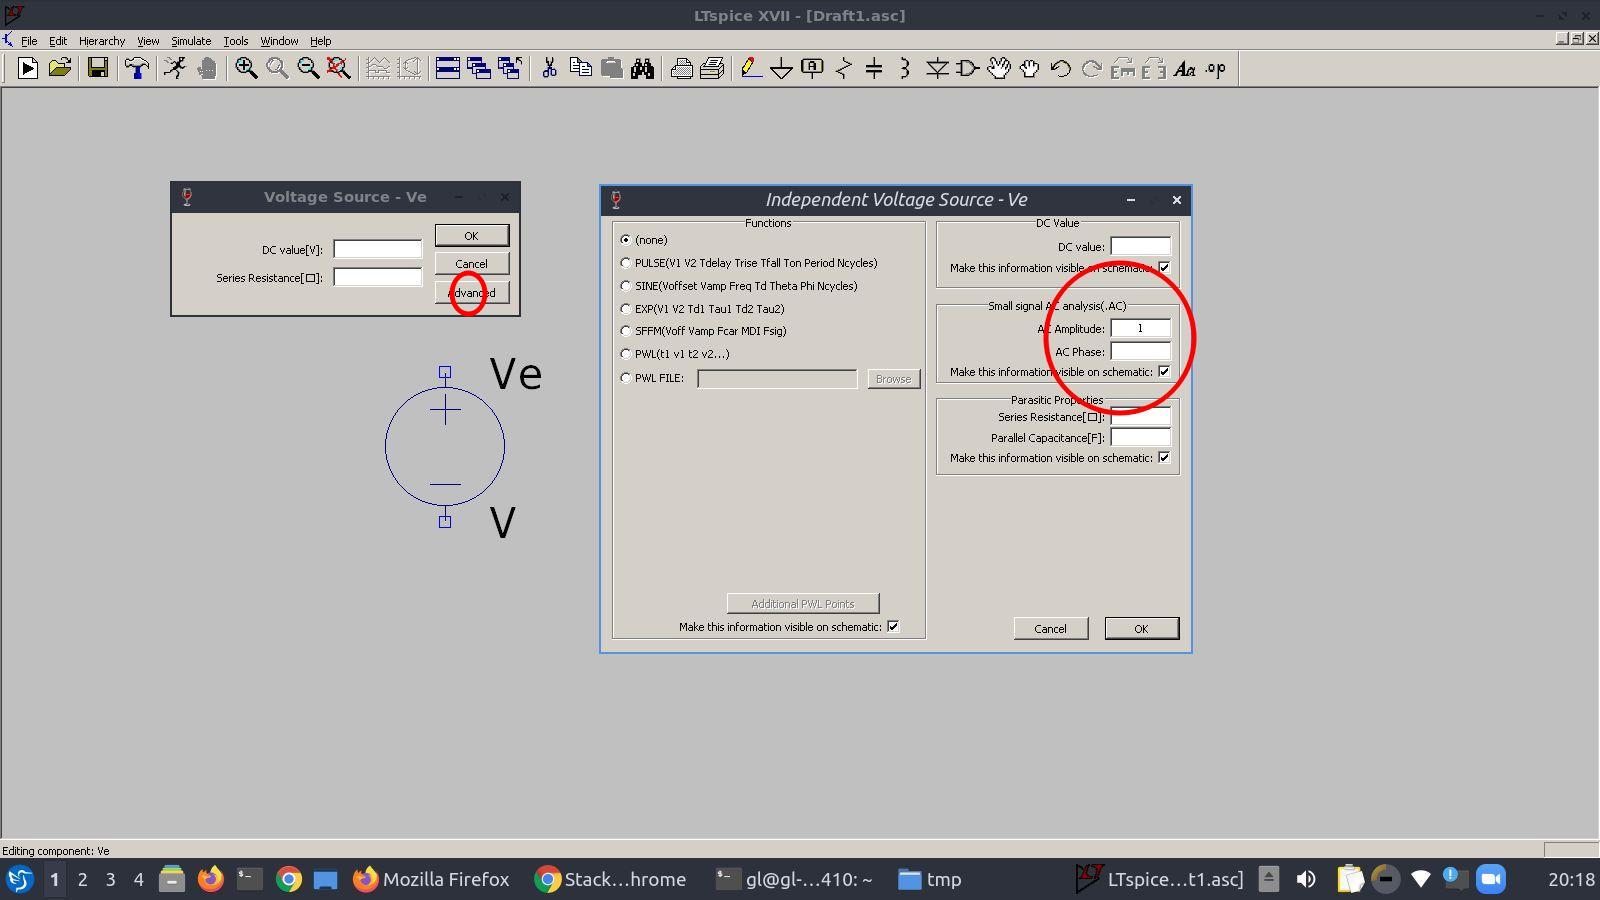 LTspice XVII - [Draft1.asc]
File Edit Hierarchy View Simulate Tools Window Help
Voltage Source - Ve
DC value[V]:
OK
Series Resistance[□]:
Cancel
Advanced
Ve
V
Independent Voltage Source - Ve
Functions
(none)
PULSE(V1 V2 Tdelay Trise Tfall Ton Period Ncycles)
SINE(Voffset Vamp Freq Td Theta Phi Ncycles)
EXP(V1 V2 Td1 Tau1 Td2 Tau2)
SFFM(Voff Vamp Fcar MDI Fsig)
PWL(t1 v1 t2 v2...)
PWL FILE:
Browse
Additional PWL Points
Make this information visible on schematic:
DC Value
DC value:
Make this information visible on schematic:
Small signal AC analysis(.AC)
AC Amplitude: 1
AC Phase:
Make this information visible on schematic:
Parasitic Properties
Series Resistance[□]:
Parallel Capacitance[F]:
Make this information visible on schematic:
Cancel OK
Editing component: Ve
1 2 3 4 Mozilla Firefox Stack...hrome gl@gl-...410: ~ tmp LTspice...t1.asc] 20:18